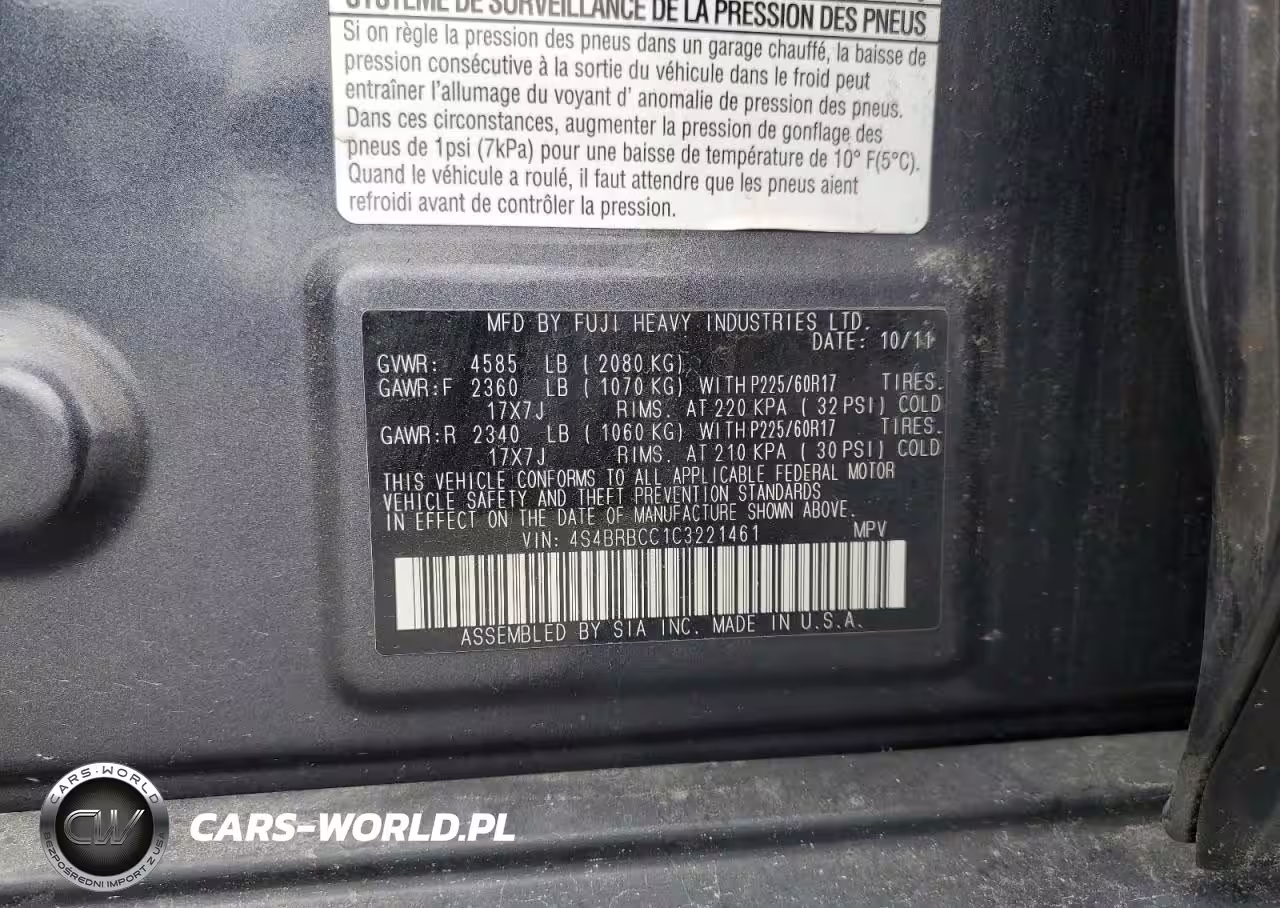 SYSTÈME DE SURVEILLANCE DE LA PRESSION DES PNEUS
Si on règle la pression des pneus dans un garage chauffé, la baisse de
pression consécutive à la sortie du véhicule dans le froid peut
entraîner l'allumage du voyant d' anomalie de pression des pneus.
Dans ces circonstances, augmenter la pression de gonflage des
pneus de 1psi (7kPa) pour une baisse de température de 10° F(5°C).
Quand le véhicule a roulé, il faut attendre que les pneus aient
refroidi avant de contrôler la pression.
MFD BY FUJI HEAVY INDUSTRIES LTD.
DATE: 10/11
GVWR: 4585 LB ( 2080 KG)
GAWR:F 2360 LB ( 1070 KG) WITH P225/60R17 TIRES.
17X7J RIMS. AT 220 KPA ( 32 PSI) COLD
GAWR:R 2340 LB ( 1060 KG) WITH P225/60R17 TIRES.
17X7J RIMS. AT 210 KPA ( 30 PSI) COLD
THIS VEHICLE CONFORMS TO ALL APPLICABLE FEDERAL MOTOR
VEHICLE SAFETY AND THEFT PREVENTION STANDARDS
IN EFFECT ON THE DATE OF MANUFACTURE SHOWN ABOVE.
VIN: 4S4BRBCC1C3221461 MPV
ASSEMBLED BY SIA INC. MADE IN U.S.A.
CARS-WORLD
CW
BEZPOŚREDNI IMPORT Z USA
CARS-WORLD.PL